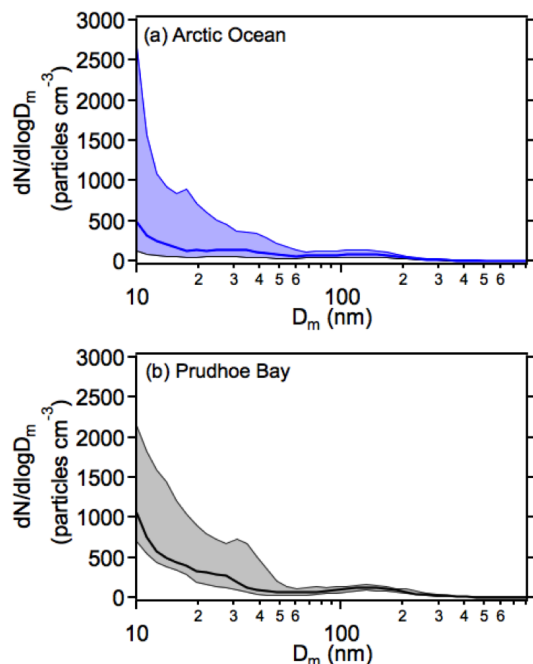 3000
2500
2000
1500
1000
500
0
dN/dlogDₘ
(particles cm⁻³)
(a) Arctic Ocean
2 3 4 5 6 2 3 4 5 6
10 100
Dₘ (nm)
3000
2500
2000
1500
1000
500
0
dN/dlogDₘ
(particles cm⁻³)
(b) Prudhoe Bay
2 3 4 5 6 2 3 4 5 6
10 100
Dₘ (nm)